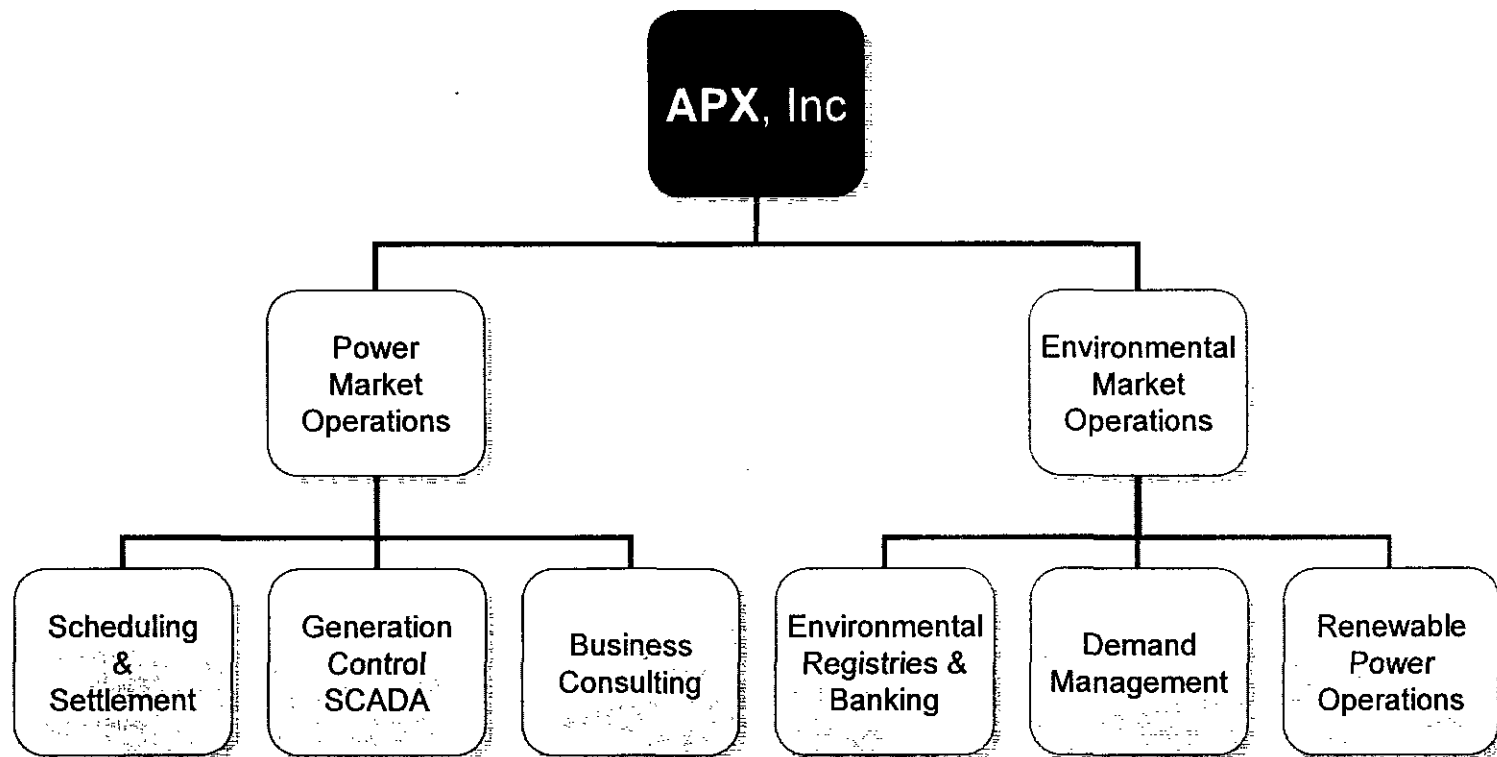 APX, Inc
Power
Market
Operations
Environmental
Market
Operations
Scheduling
&
Settlement
Generation
Control
SCADA
Business
Consulting
Environmental
Registries &
Banking
Demand
Management
Renewable
Power
Operations